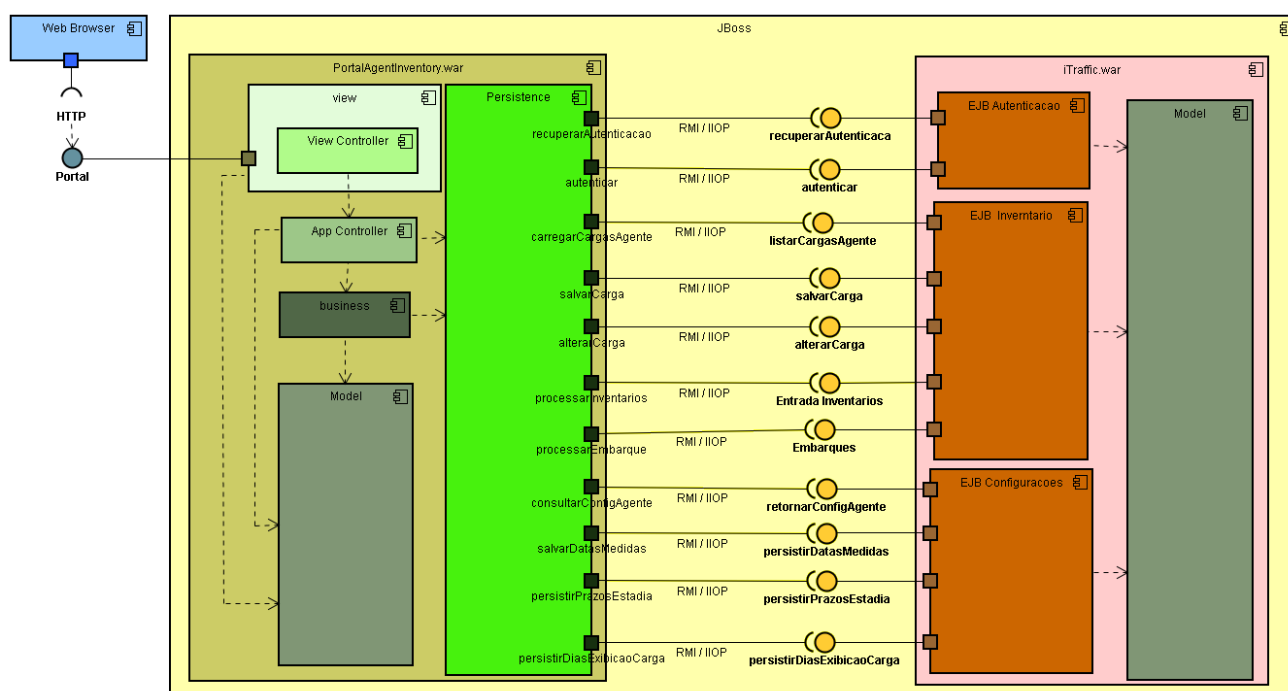 Web Browser
JBoss
PortalAgentInventory.war
iTraffic.war
view
Persistence
EJB Autenticacao
Model
View Controller
HTTP
Portal
recuperarAutenticacao
RMI / IIOP
recuperarAutenticaca
autenticar
RMI / IIOP
autenticar
App Controller
carregarCargasAgente
RMI / IIOP
listarCargasAgente
EJB  Inverntario
business
salvarCarga
RMI / IIOP
salvarCarga
alterarCarga
RMI / IIOP
alterarCarga
Model
processarInventarios
RMI / IIOP
Entrada Inventarios
processarEmbarque
RMI / IIOP
Embarques
EJB Configuracoes
consultarConfigAgente
RMI / IIOP
retornarConfigAgente
salvarDatasMedidas
RMI / IIOP
persistirDatasMedidas
persistirPrazosEstadia
RMI / IIOP
persistirPrazosEstadia
persistirDiasExibicaoCarga
RMI / IIOP
persistirDiasExibicaoCarga